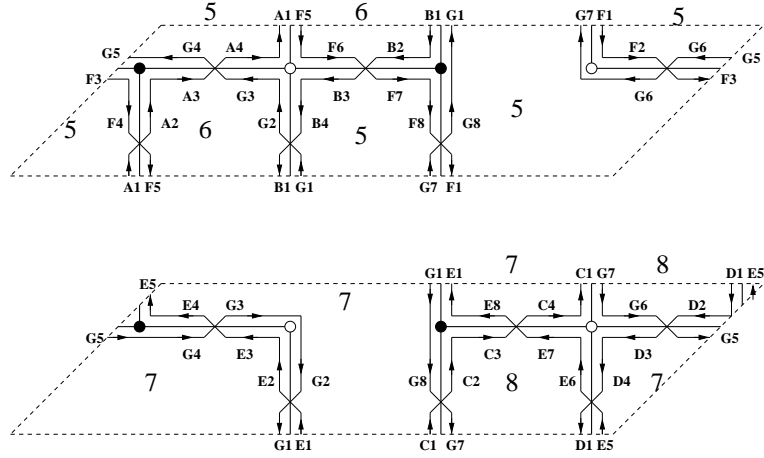 5 A1 F5 6 B1 G1 G7 F1 5
G5 G4 A4 F6 B2 F2 G6 G5
F3 A3 G3 B3 F7 G6 F3
5 F4 A2 6 G2 B4 5 F8 G8 5
A1 F5 B1 G1 G7 F1
E5 7 G1 E1 7 C1 G7 8 D1 E5
E4 G3 E8 C4 G6 D2
G5 G4 E3 C3 E7 D3 G5
7 E2 G2 G8 C2 8 E6 D4 7
G1 E1 C1 G7 D1 E5